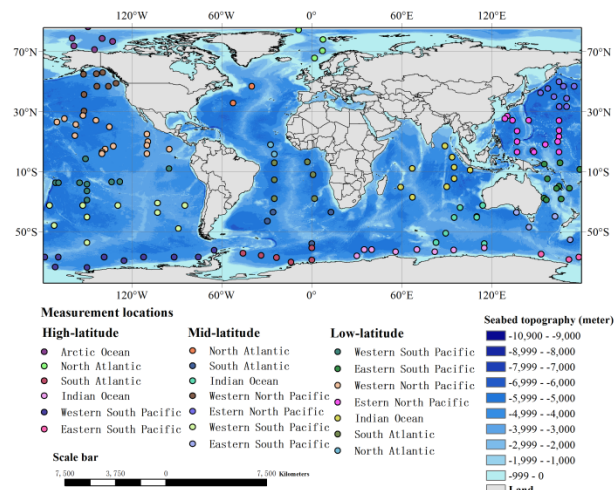 120°W 60°W 0° 60°E 120°E
70°N 70°N
30°N 30°N
10°S 10°S
50°S 50°S
120°W 60°W 0° 60°E 120°E
Measurement locations
High-latitude
Arctic Ocean
North Atlantic
South Atlantic
Indian Ocean
Western South Pacific
Eastern South Pacific
Mid-latitude
North Atlantic
South Atlantic
Indian Ocean
Western North Pacific
Estern North Pacific
Western South Pacific
Eastern South Pacific
Low-latitude
Western South Pacific
Eastern South Pacific
Western North Pacific
Eestern North Pacific
Indian Ocean
South Atlantic
North Atlantic
Seabed topography (meter)
-10,900 - -9,000
-8,999 - -8,000
-7,999 - -7,000
-6,999 - -6,000
-5,999 - -5,000
-4,999 - -4,000
-3,999 - -3,000
-2,999 - -2,000
-1,999 - -1,000
-999 - 0
Land
Scale bar
7,500 3,750 0 7,500 Kilometers